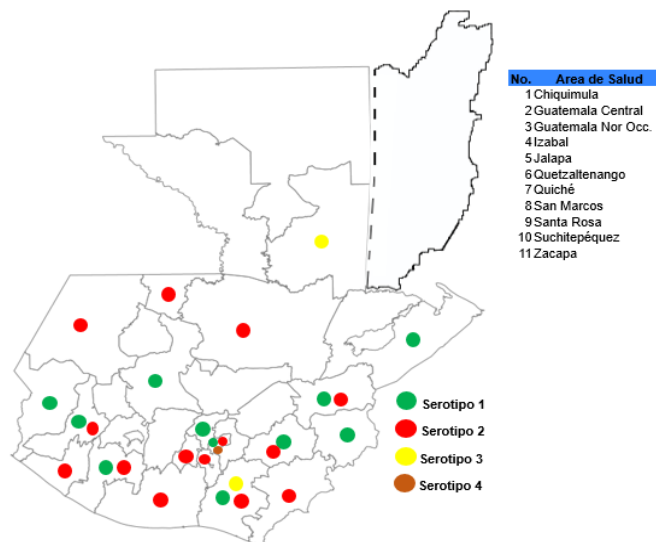 No. Area de Salud
1 Chiquimula
2 Guatemala Central
3 Guatemala Nor Occ.
4 Izabal
5 Jalapa
6 Quetzaltenango
7 Quiché
8 San Marcos
9 Santa Rosa
10 Suchitepéquez
11 Zacapa
Serotipo 1
Serotipo 2
Serotipo 3
Serotipo 4